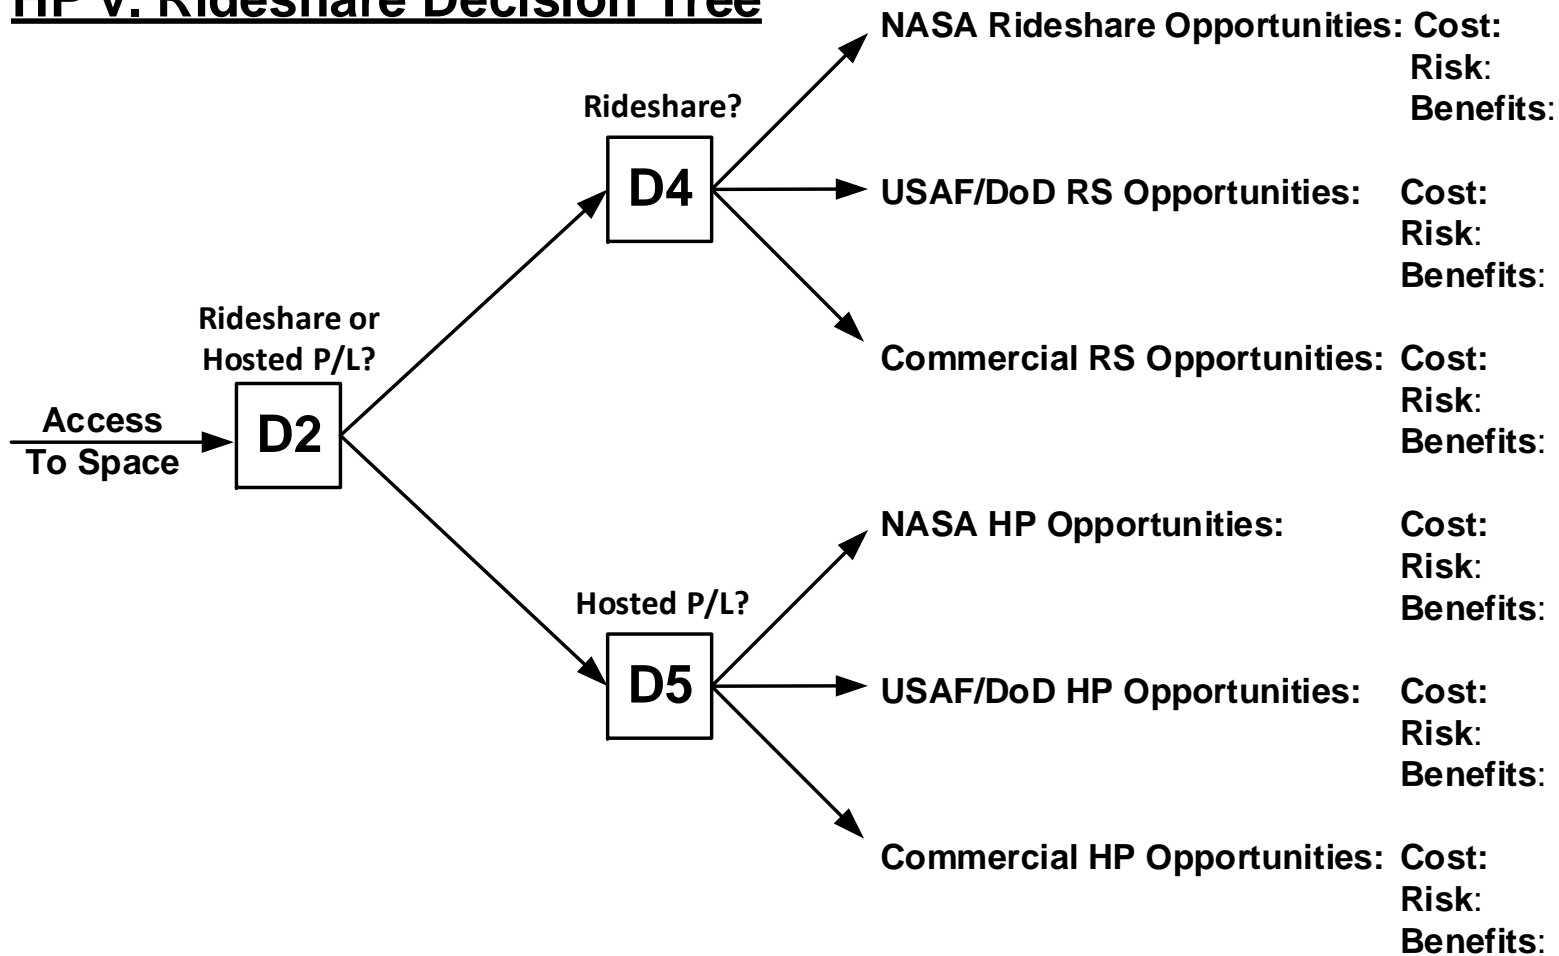 HP v. Rideshare Decision Tree
NASA Rideshare Opportunities: Cost:
Risk:
Benefits:
Rideshare?
D4
USAF/DoD RS Opportunities: Cost:
Risk:
Benefits:
Rideshare or
Hosted P/L?
Commercial RS Opportunities: Cost:
Risk:
Benefits:
Access
To Space
D2
NASA HP Opportunities: Cost:
Risk:
Benefits:
Hosted P/L?
D5
USAF/DoD HP Opportunities: Cost:
Risk:
Benefits:
Commercial HP Opportunities: Cost:
Risk:
Benefits: